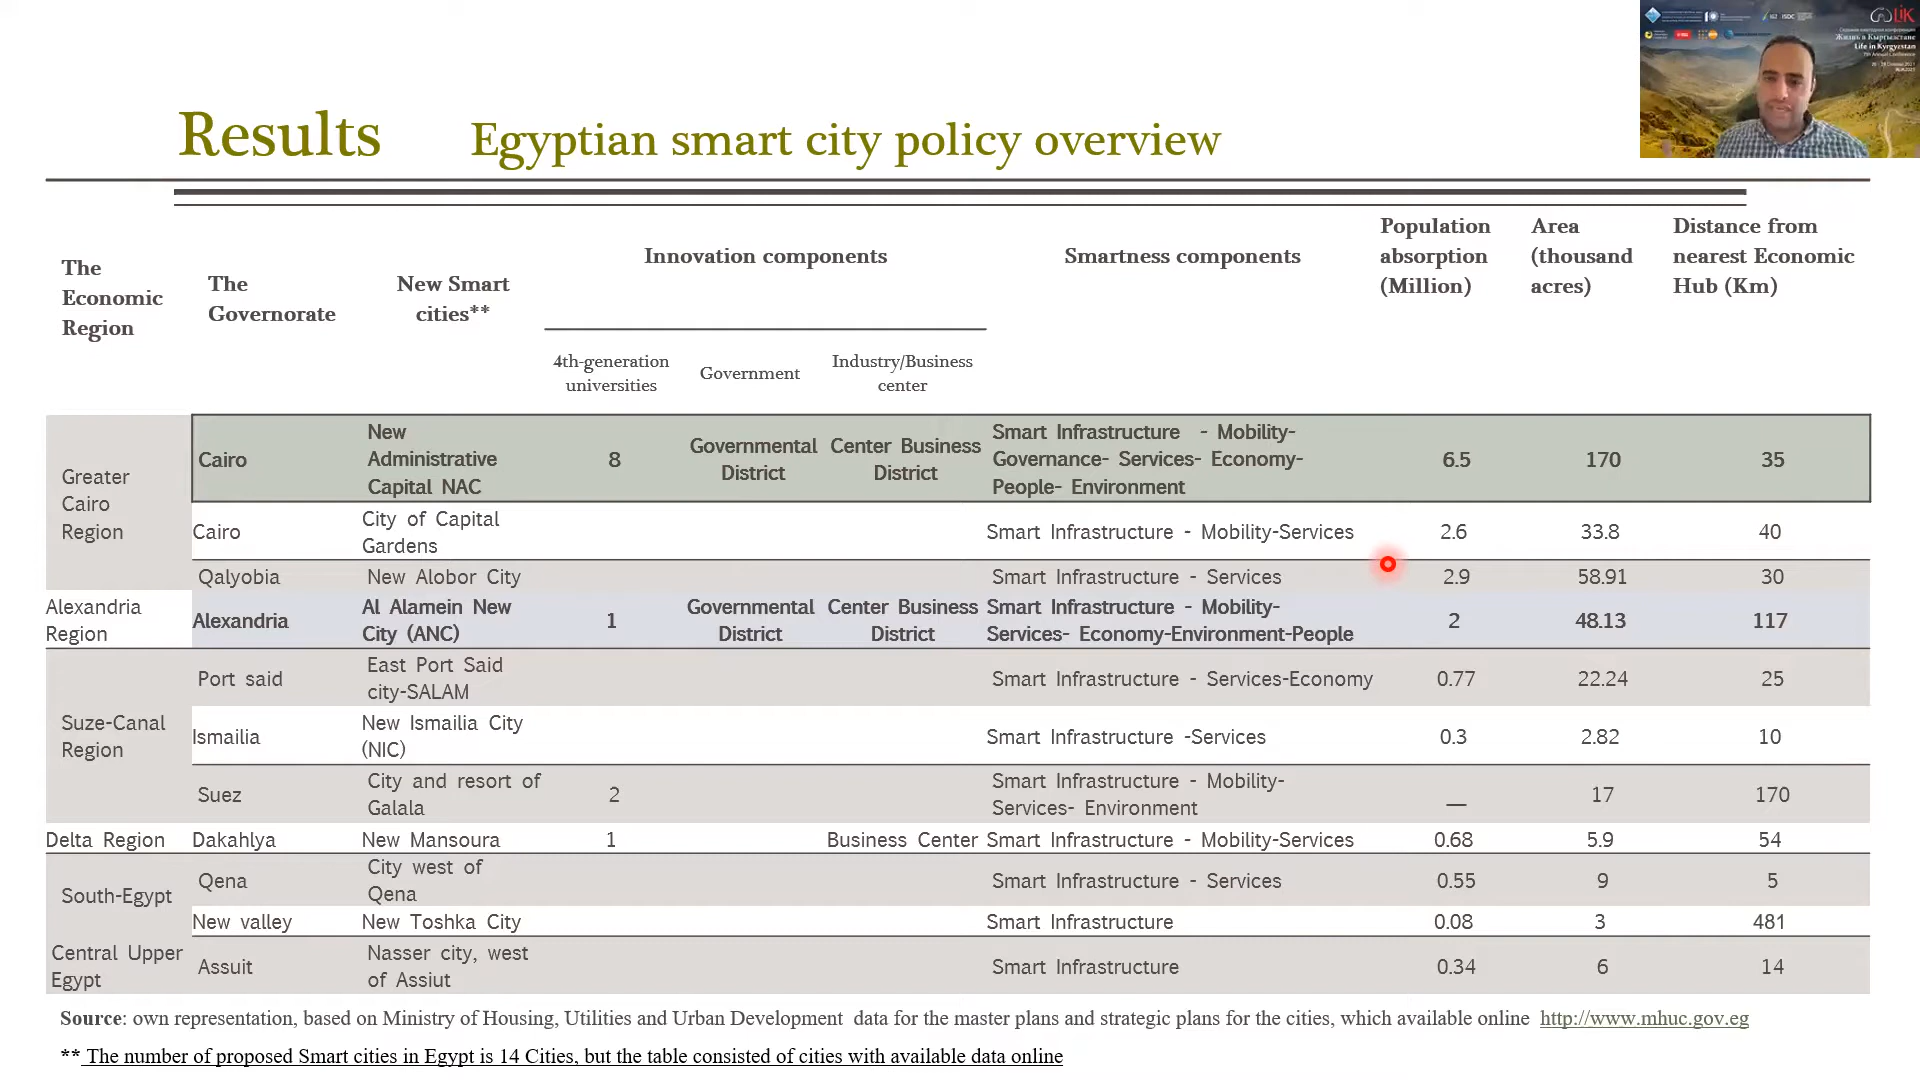 LiK
Жизнь в Кыргызстане
Life in Kyrgyzstan
Results Egyptian smart city policy overview
The Economic Region
The Governorate
New Smart cities**
Innovation components
Smartness components
Population absorption (Million)
Area (thousand acres)
Distance from nearest Economic Hub (Km)
4th-generation universities
Government
Industry/Business center
Greater Cairo Region
Cairo New Administrative Capital NAC 8 Governmental District Center Business District Smart Infrastructure - Mobility- Governance- Services- Economy- People- Environment 6.5 170 35
Cairo City of Capital Gardens Smart Infrastructure - Mobility-Services 2.6 33.8 40
Qalyobia New Alobor City Smart Infrastructure - Services 2.9 58.91 30
Alexandria Region Alexandria Al Alamein New City (ANC) 1 Governmental District Center Business District Smart Infrastructure - Mobility- Services- Economy-Environment-People 2 48.13 117
Suze-Canal Region
Port said East Port Said city-SALAM Smart Infrastructure - Services-Economy 0.77 22.24 25
Ismailia New Ismailia City (NIC) Smart Infrastructure -Services 0.3 2.82 10
Suez City and resort of Galala 2 Smart Infrastructure - Mobility- Services- Environment — 17 170
Delta Region Dakahlya New Mansoura 1 Business Center Smart Infrastructure - Mobility-Services 0.68 5.9 54
South-Egypt
Qena City west of Qena Smart Infrastructure - Services 0.55 9 5
New valley New Toshka City Smart Infrastructure 0.08 3 481
Central Upper Egypt Assuit Nasser city, west of Assiut Smart Infrastructure 0.34 6 14
Source: own representation, based on Ministry of Housing, Utilities and Urban Development data for the master plans and strategic plans for the cities, which available online http://www.mhuc.gov.eg
** The number of proposed Smart cities in Egypt is 14 Cities, but the table consisted of cities with available data online